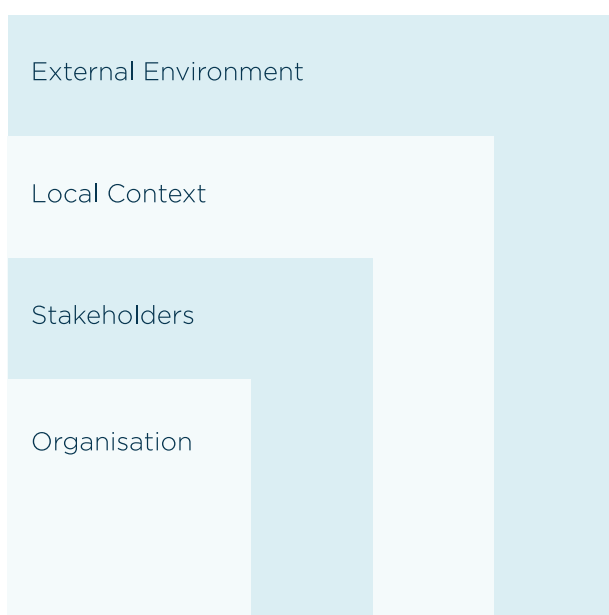 External Environment
Local Context
Stakeholders
Organisation